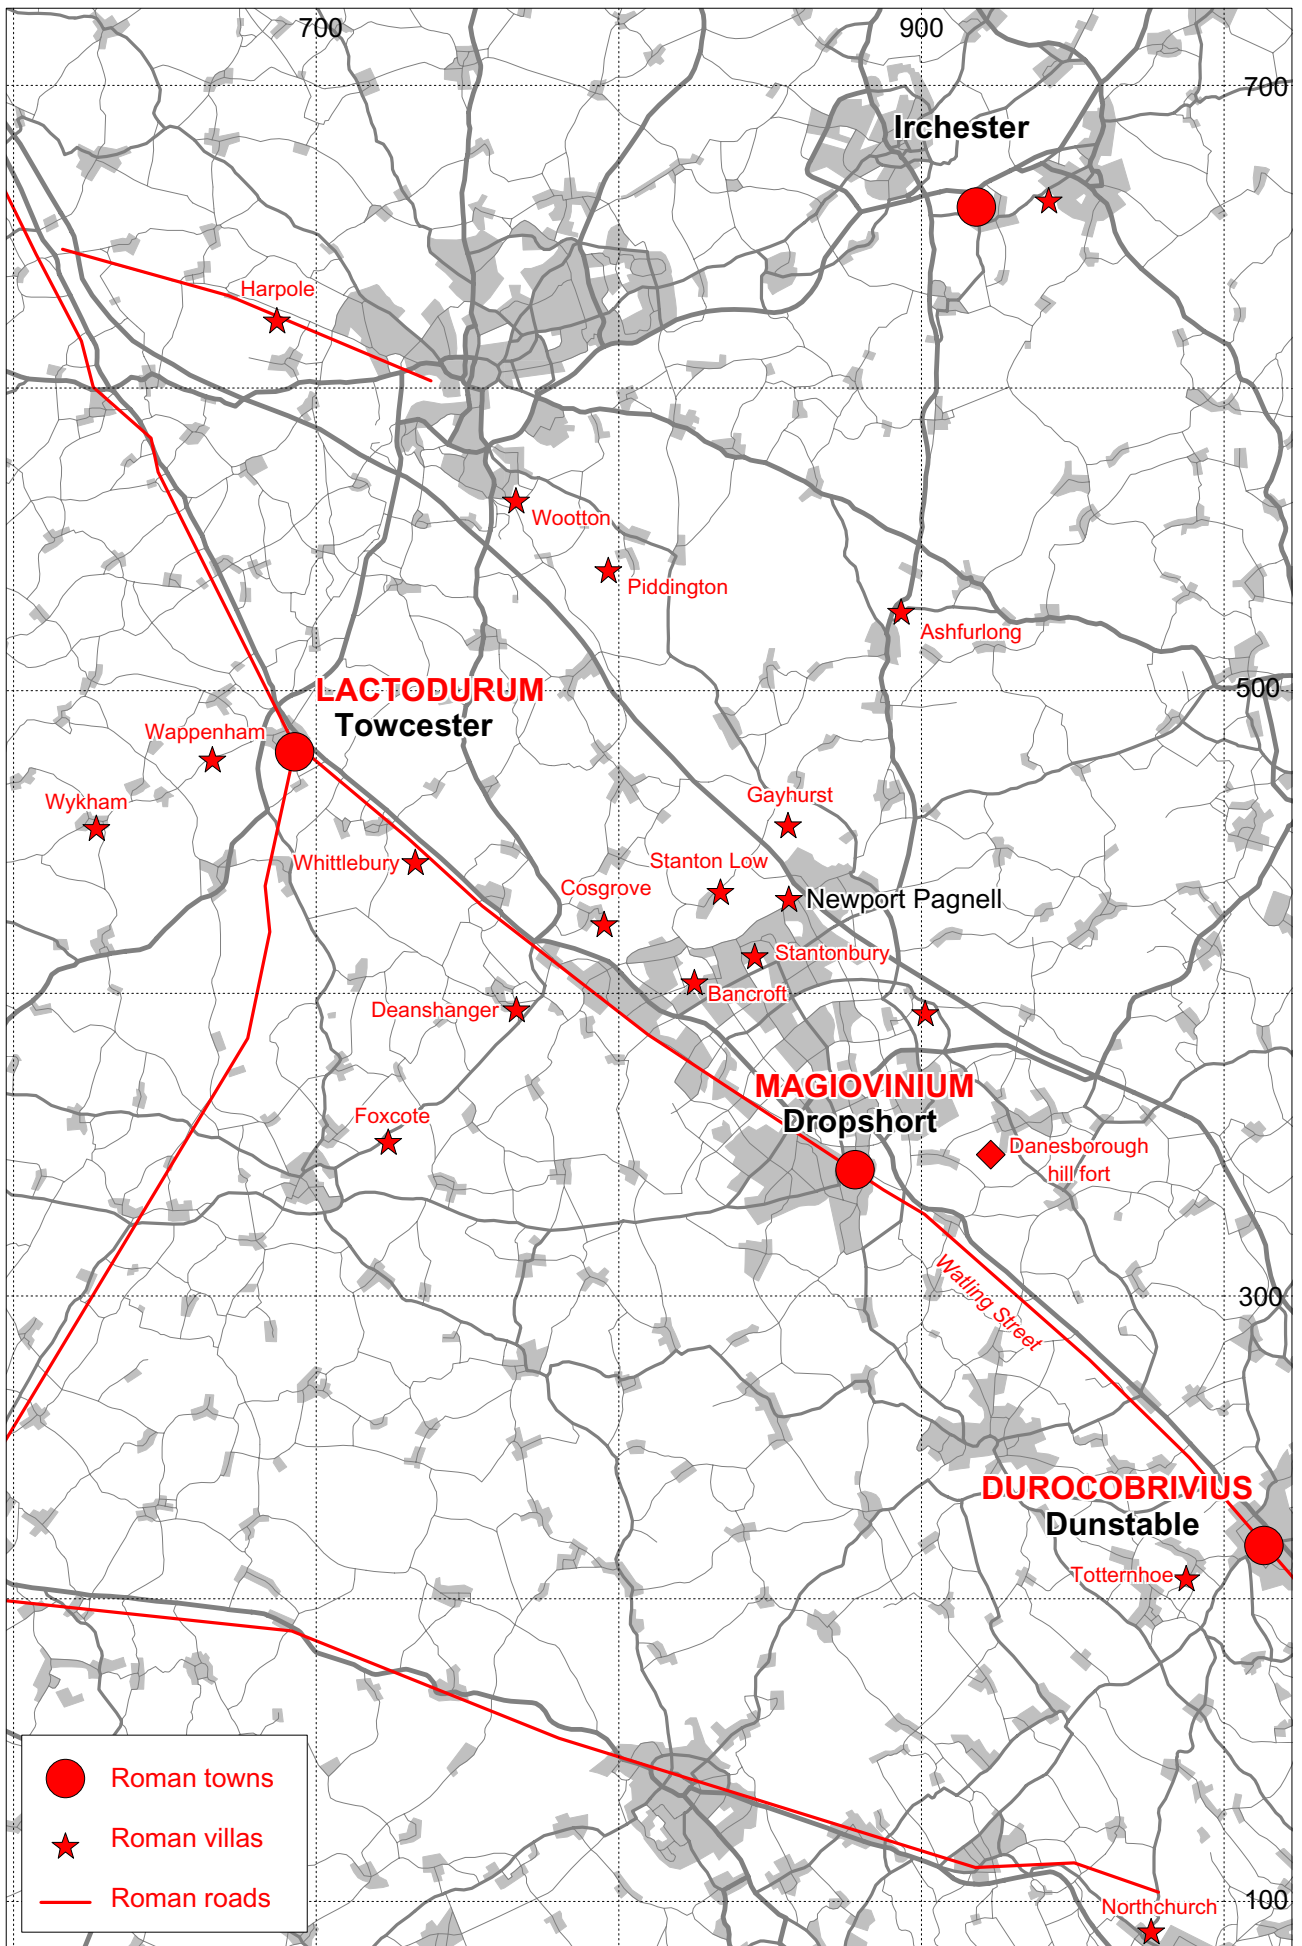 700
900
700
Irchester
Harpole
Wootton
Piddington
Ashfurlong
LACTODURUM
Towcester
500
Wappenham
Wykham
Gayhurst
Whittlebury
Stanton Low
Cosgrove
Newport Pagnell
Stantonbury
Bancroft
Deanshanger
MAGIOVINIUM
Dropshort
Foxcote
Danesborough
hill fort
Watling Street
300
DUROCOBRIVIUS
Dunstable
Totternhoe
Roman towns
Roman villas
Roman roads
100
Northchurch